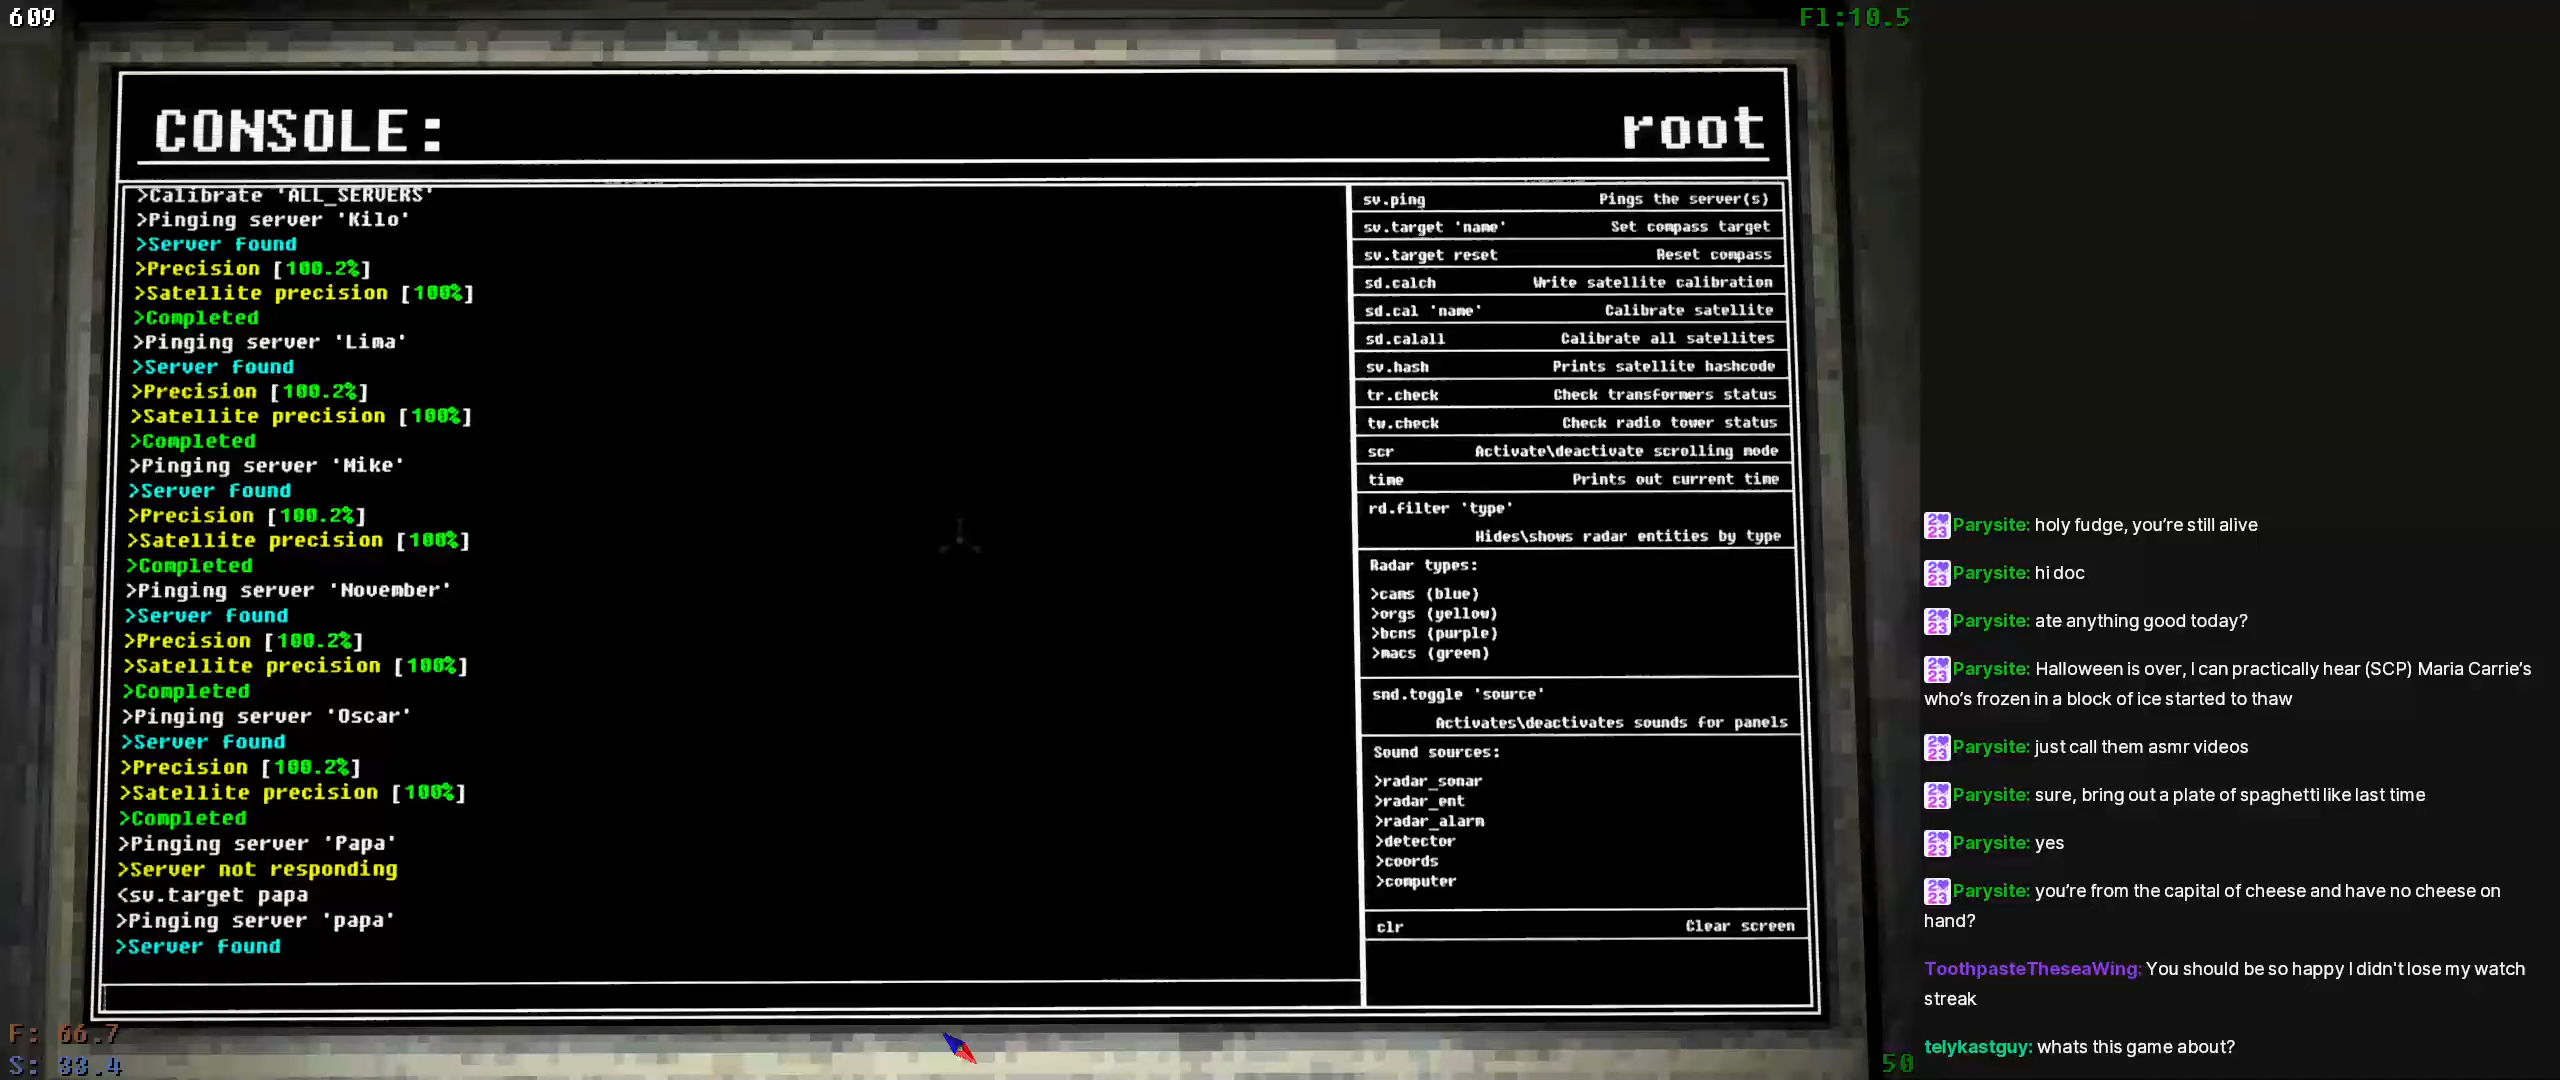 609
Fl:10.5
CONSOLE:
root
>Calibrate 'ALL_SERVERS'
>Pinging server 'Kilo'
>Server found
>Precision [100.2%]
>Satellite precision [100%]
>Completed
>Pinging server 'Lima'
>Server found
>Precision [100.2%]
>Satellite precision [100%]
>Completed
>Pinging server 'Mike'
>Server found
>Precision [100.2%]
>Satellite precision [100%]
>Completed
>Pinging server 'November'
>Server found
>Precision [100.2%]
>Satellite precision [100%]
>Completed
>Pinging server 'Oscar'
>Server found
>Precision [100.2%]
>Satellite precision [100%]
>Completed
>Pinging server 'Papa'
>Server not responding
<sv.target papa
>Pinging server 'papa'
>Server found
sv.ping Pings the server(s)
sv.target 'name' Set compass target
sv.target reset Reset compass
sd.calch Write satellite calibration
sd.cal 'name' Calibrate satellite
sd.calall Calibrate all satellites
sv.hash Prints satellite hashcode
tr.check Check transformers status
tw.check Check radio tower status
scr Activate\deactivate scrolling mode
time Prints out current time
rd.filter 'type'
Hides\shows radar entities by type
Radar types:
>cams (blue)
>orgs (yellow)
>bcns (purple)
>macs (green)
snd.toggle 'source'
Activates\deactivates sounds for panels
Sound sources:
>radar_sonar
>radar_ent
>radar_alarm
>detector
>coords
>computer
clr Clear screen
F: 66.7
S: 33.4
50
Parysite: holy fudge, you're still alive
Parysite: hi doc
Parysite: ate anything good today?
Parysite: Halloween is over, I can practically hear (SCP) Maria Carrie's
who's frozen in a block of ice started to thaw
Parysite: just call them asmr videos
Parysite: sure, bring out a plate of spaghetti like last time
Parysite: yes
Parysite: you're from the capital of cheese and have no cheese on
hand?
ToothpasteTheseaWing: You should be so happy I didn't lose my watch
streak
telykastguy: whats this game about?